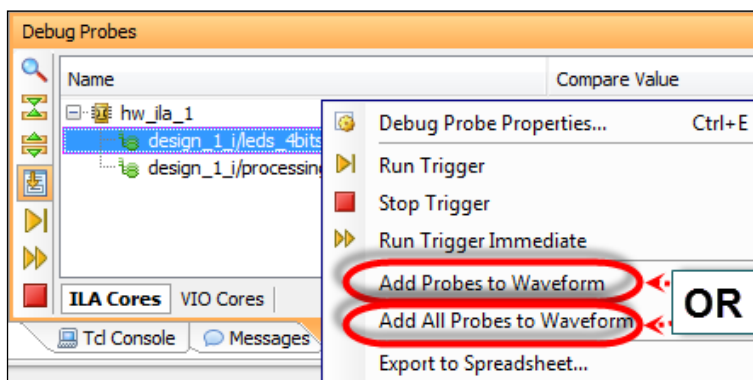 Debug Probes
Name Compare Value
hw_ila_1
design_1_i/leds_4bits
design_1_i/processing
Debug Probe Properties... Ctrl+E
Run Trigger
Stop Trigger
Run Trigger Immediate
Add Probes to Waveform
Add All Probes to Waveform
OR
Export to Spreadsheet...
ILA Cores VIO Cores
Tcl Console Messages